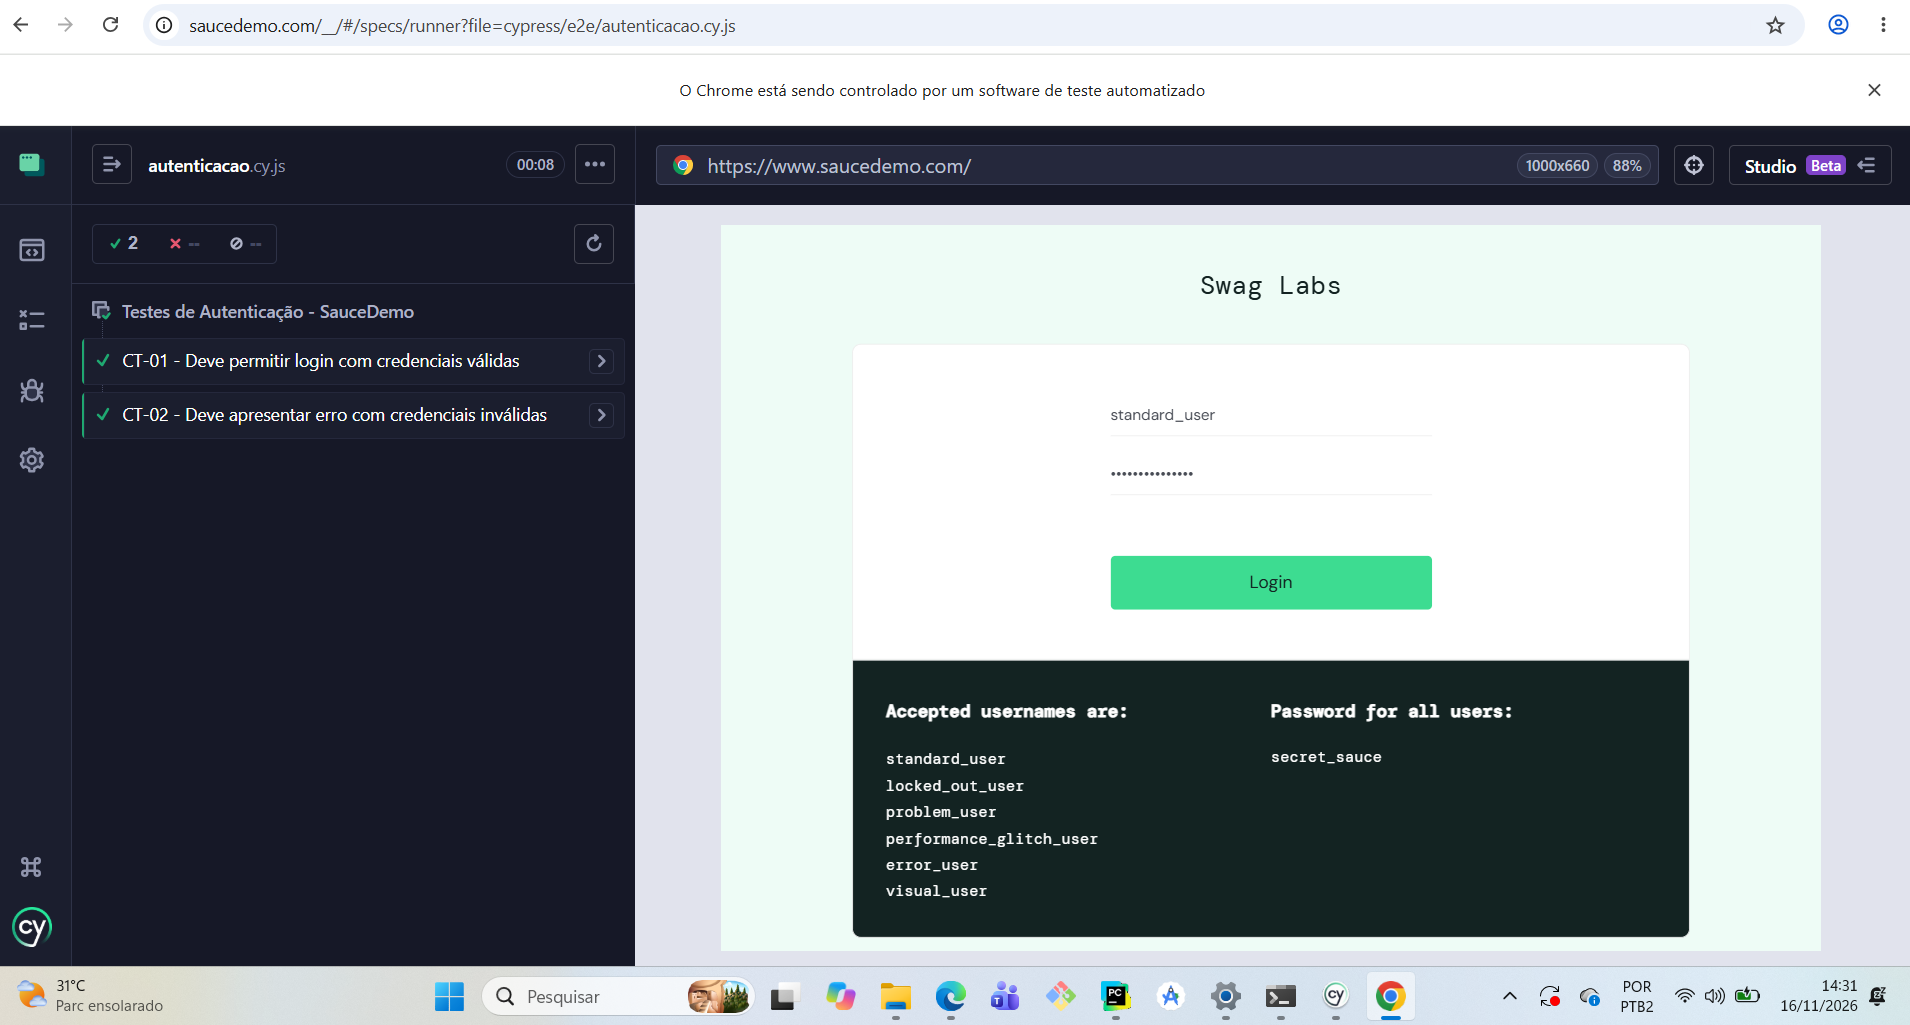 saucedemo.com/__/#/specs/runner?file=cypress/e2e/autenticacao.cy.js
O Chrome está sendo controlado por um software de teste automatizado
autenticacao.cy.js
00:08
https://www.saucedemo.com/
1000x660
88%
Studio Beta
2 -- --
Testes de Autenticação - SauceDemo
CT-01 - Deve permitir login com credenciais válidas
CT-02 - Deve apresentar erro com credenciais inválidas
Swag Labs
standard_user
•••••••••••••••
Login
Accepted usernames are:
standard_user
locked_out_user
problem_user
performance_glitch_user
error_user
visual_user
Password for all users:
secret_sauce
cy
31°C
Parc ensolarado
Pesquisar
PC
cy
POR
PTB2
14:31
16/11/2026